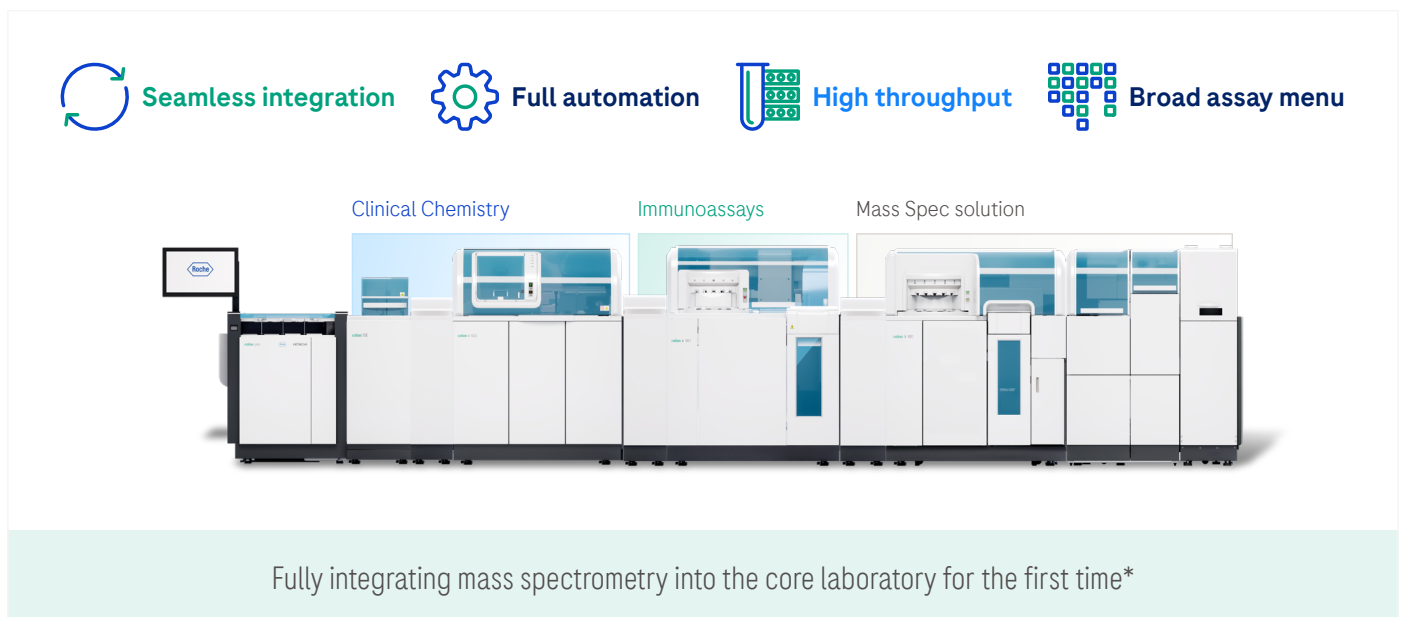 Seamless integration
Full automation
High throughput
Broad assay menu
Clinical Chemistry
Immunoassays
Mass Spec solution
Roche
Fully integrating mass spectrometry into the core laboratory for the first time*